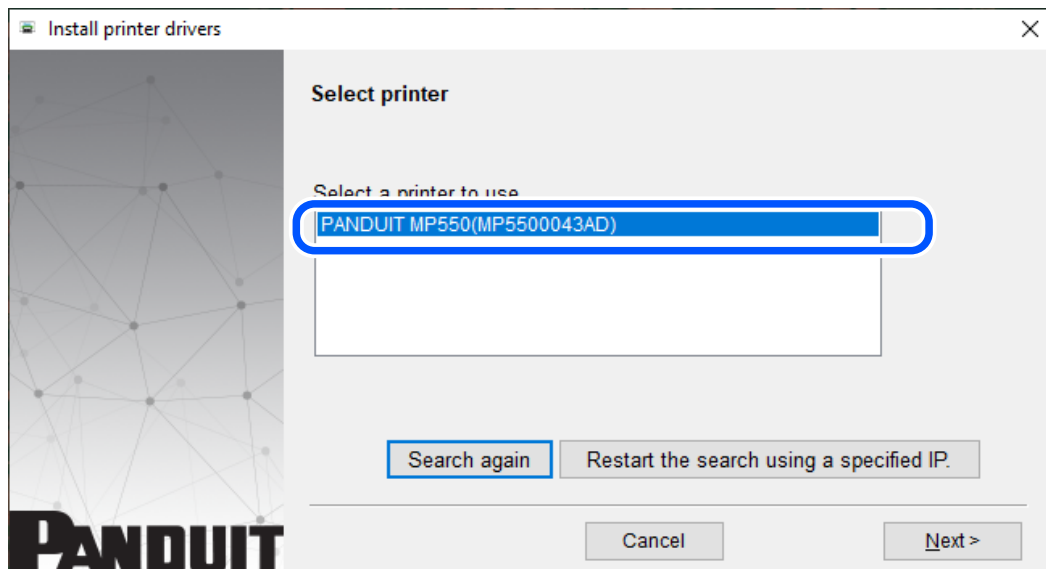 Install printer drivers
Select printer
Select a printer to use
PANDUIT MP550(MP5500043AD)
Search again
Restart the search using a specified IP.
Cancel
Next >
PANDUIT